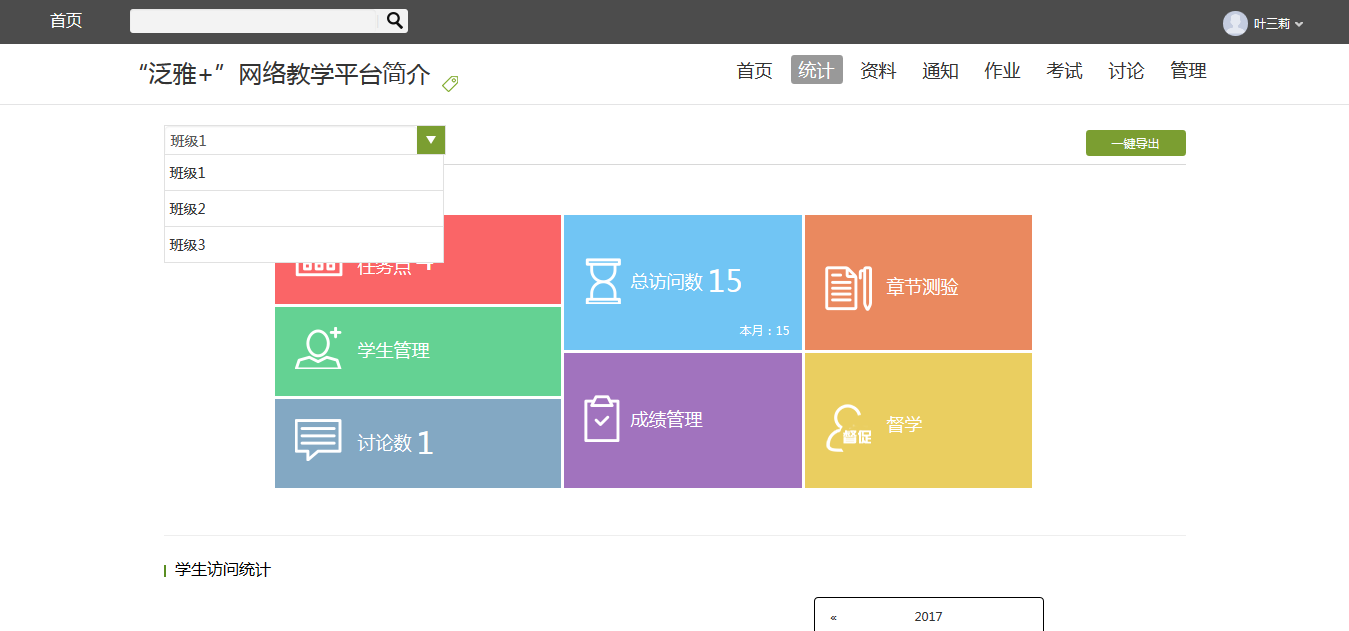 首页
叶三莉
“泛雅+”网络教学平台简介
首页 统计 资料 通知 作业 考试 讨论 管理
班级1
一键导出
班级1
班级2
班级3
任务点
总访问数 15
本月：15
章节测验
学生管理
成绩管理
讨论数 1
督促
督学
学生访问统计
« 2017